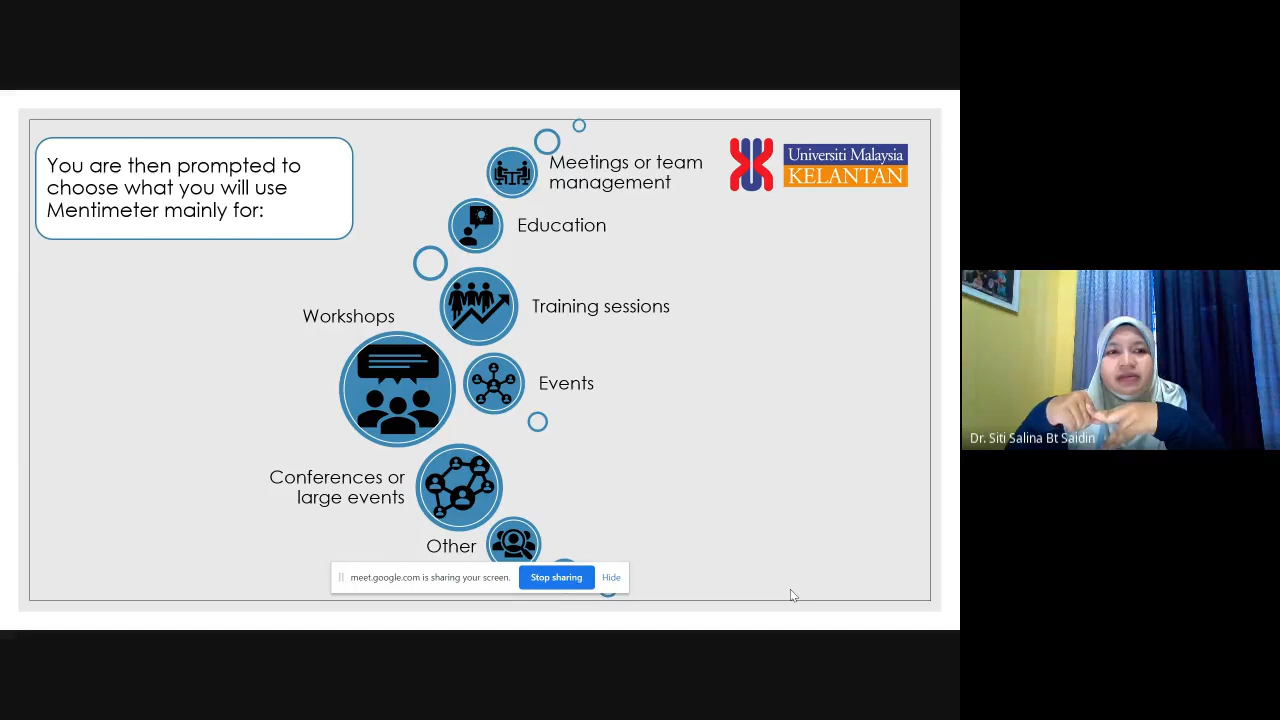 You are then prompted to
choose what you will use
Mentimeter mainly for:
Meetings or team
management
Universiti Malaysia
KELANTAN
Education
Training sessions
Workshops
Events
Conferences or
large events
Other
meet.google.com is sharing your screen.
Stop sharing
Hide
Dr. Siti Salina Bt Saidin